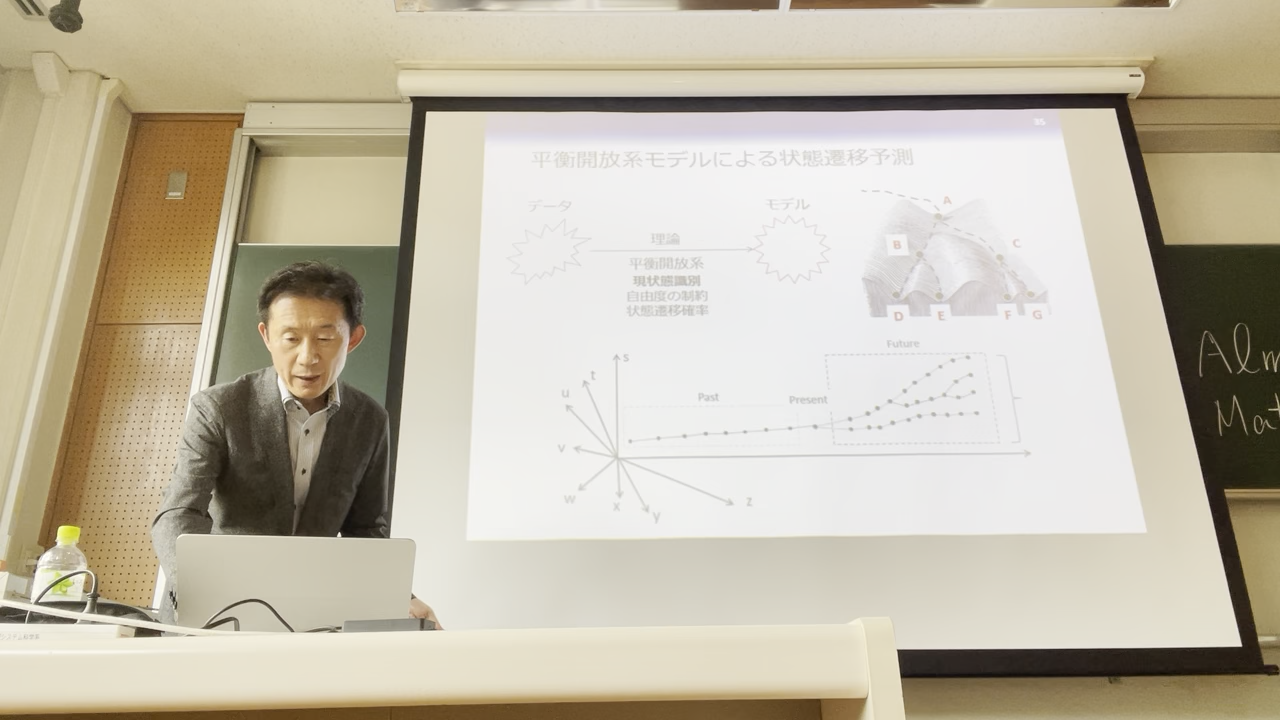 35
平衡開放系モデルによる状態遷移予測
データ
モデル
理論
平衡開放系
現状態識別
自由度の制約
状態遷移確率
A
B
C
D E F G
Future
Past
Present
s
t
u
v
w
x
y
z
Alm
Mat